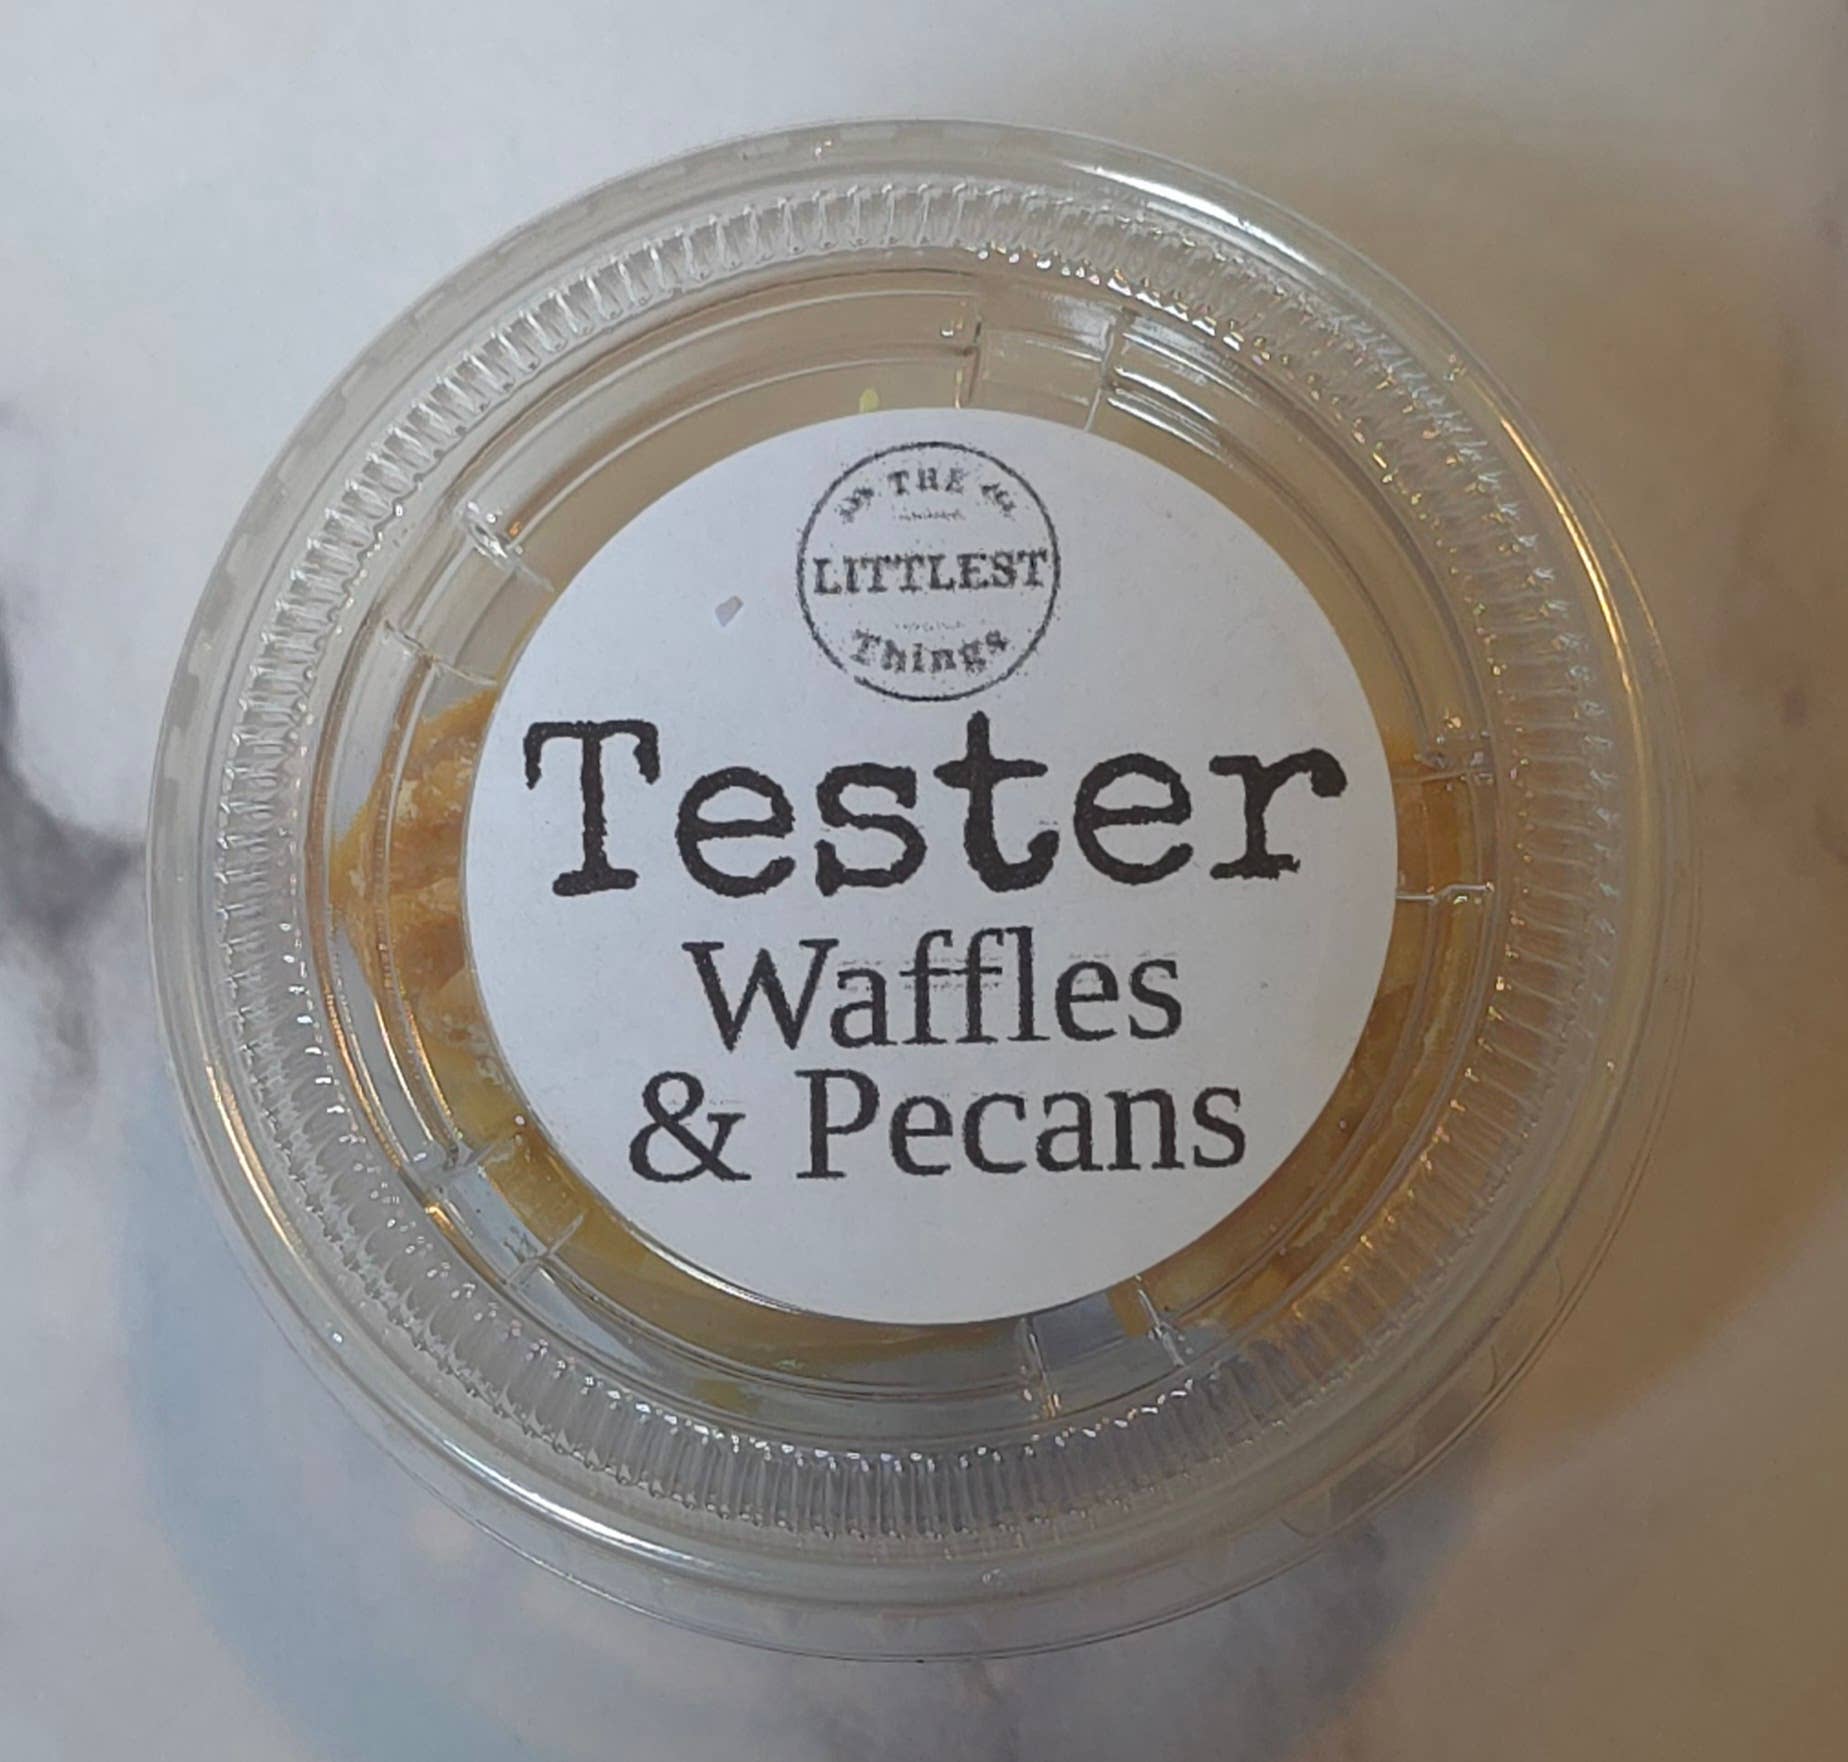 THE
LITTLEST
Things
Tester
Waffles
& Pecans